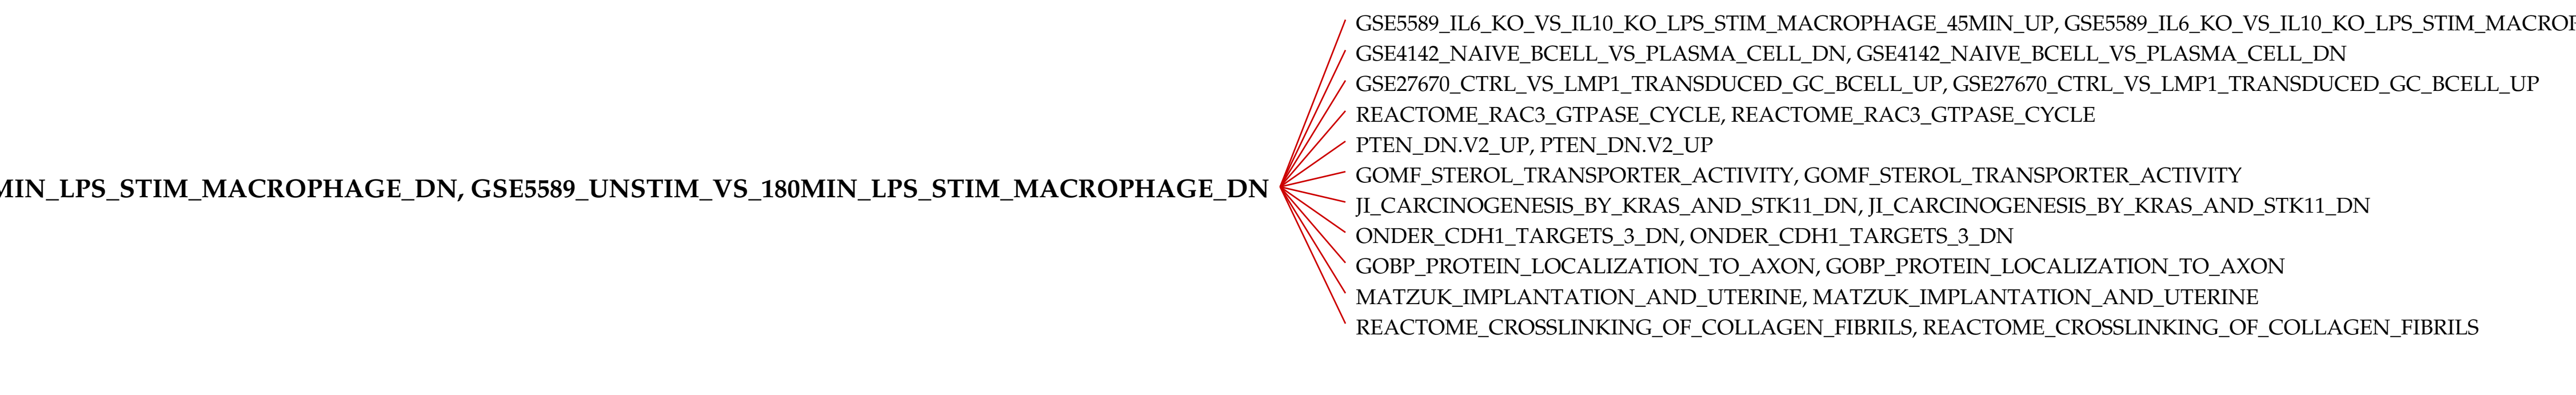 GSE5589_IL6_KO_VS_IL10_KO_LPS_STIM_MACROPHAGE_45MIN_UP, GSE5589_IL6_KO_VS_IL10_KO_LPS_STIM_MACROP
GSE4142_NAIVE_BCELL_VS_PLASMA_CELL_DN, GSE4142_NAIVE_BCELL_VS_PLASMA_CELL_DN
GSE27670_CTRL_VS_LMP1_TRANSDUCED_GC_BCELL_UP, GSE27670_CTRL_VS_LMP1_TRANSDUCED_GC_BCELL_UP
REACTOME_RAC3_GTPASE_CYCLE, REACTOME_RAC3_GTPASE_CYCLE
PTEN_DN.V2_UP, PTEN_DN.V2_UP
GOMF_STEROL_TRANSPORTER_ACTIVITY, GOMF_STEROL_TRANSPORTER_ACTIVITY
MIN_LPS_STIM_MACROPHAGE_DN, GSE5589_UNSTIM_VS_180MIN_LPS_STIM_MACROPHAGE_DN
JI_CARCINOGENESIS_BY_KRAS_AND_STK11_DN, JI_CARCINOGENESIS_BY_KRAS_AND_STK11_DN
ONDER_CDH1_TARGETS_3_DN, ONDER_CDH1_TARGETS_3_DN
GOBP_PROTEIN_LOCALIZATION_TO_AXON, GOBP_PROTEIN_LOCALIZATION_TO_AXON
MATZUK_IMPLANTATION_AND_UTERINE, MATZUK_IMPLANTATION_AND_UTERINE
REACTOME_CROSSLINKING_OF_COLLAGEN_FIBRILS, REACTOME_CROSSLINKING_OF_COLLAGEN_FIBRILS